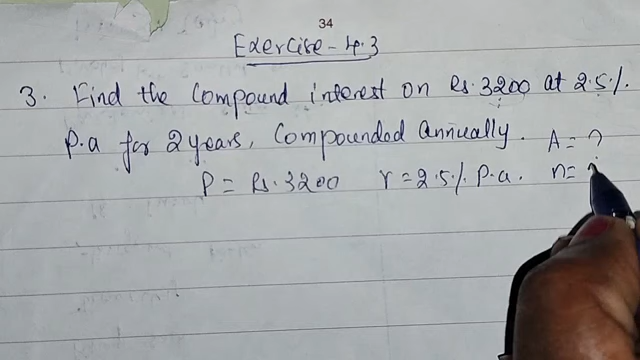 34
Exercise - 4.3
3. Find the Compound interest on Rs.3200 at 2.5%.
P.a for 2 years, Compounded Annually. A = ?
P = Rs.3200 r = 2.5% P.a. n =